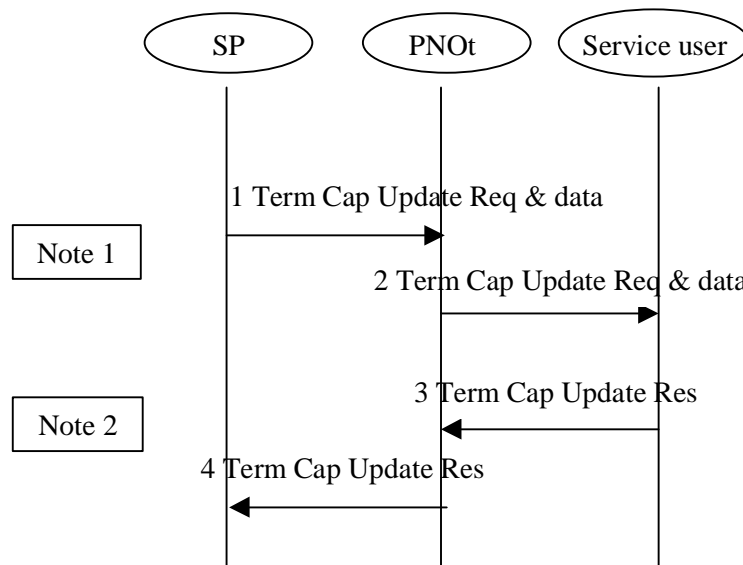 SP
PNOt
Service user
1 Term Cap Update Req & data
Note 1
2 Term Cap Update Req & data
3 Term Cap Update Res
Note 2
4 Term Cap Update Res